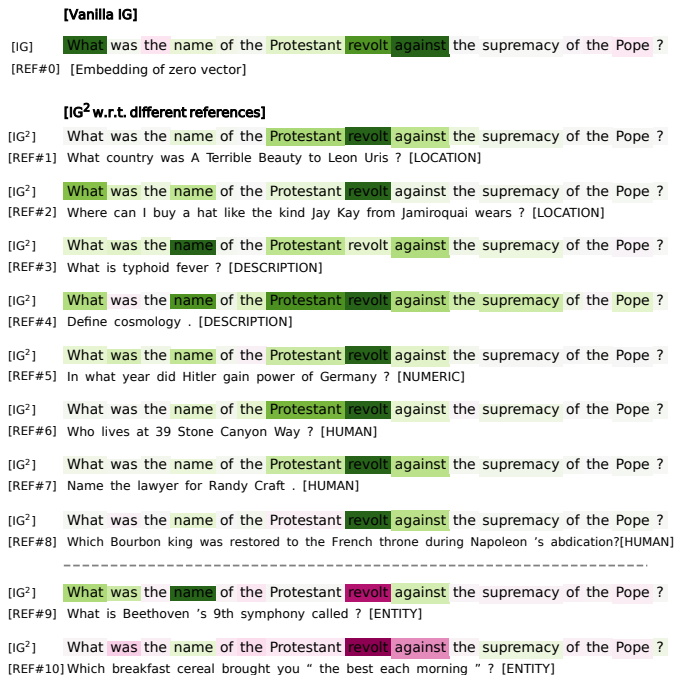 [Vanilla IG]
[IG] What was the name of the Protestant revolt against the supremacy of the Pope ?
[REF#0] [Embedding of zero vector]
[IG² w.r.t. different references]
[IG²] What was the name of the Protestant revolt against the supremacy of the Pope ?
[REF#1] What country was A Terrible Beauty to Leon Uris ? [LOCATION]
[IG²] What was the name of the Protestant revolt against the supremacy of the Pope ?
[REF#2] Where can I buy a hat like the kind Jay Kay from Jamiroquai wears ? [LOCATION]
[IG²] What was the name of the Protestant revolt against the supremacy of the Pope ?
[REF#3] What is typhoid fever ? [DESCRIPTION]
[IG²] What was the name of the Protestant revolt against the supremacy of the Pope ?
[REF#4] Define cosmology . [DESCRIPTION]
[IG²] What was the name of the Protestant revolt against the supremacy of the Pope ?
[REF#5] In what year did Hitler gain power of Germany ? [NUMERIC]
[IG²] What was the name of the Protestant revolt against the supremacy of the Pope ?
[REF#6] Who lives at 39 Stone Canyon Way ? [HUMAN]
[IG²] What was the name of the Protestant revolt against the supremacy of the Pope ?
[REF#7] Name the lawyer for Randy Craft . [HUMAN]
[IG²] What was the name of the Protestant revolt against the supremacy of the Pope ?
[REF#8] Which Bourbon king was restored to the French throne during Napoleon 's abdication?[HUMAN]
[IG²] What was the name of the Protestant revolt against the supremacy of the Pope ?
[REF#9] What is Beethoven 's 9th symphony called ? [ENTITY]
[IG²] What was the name of the Protestant revolt against the supremacy of the Pope ?
[REF#10] Which breakfast cereal brought you “ the best each morning ” ? [ENTITY]